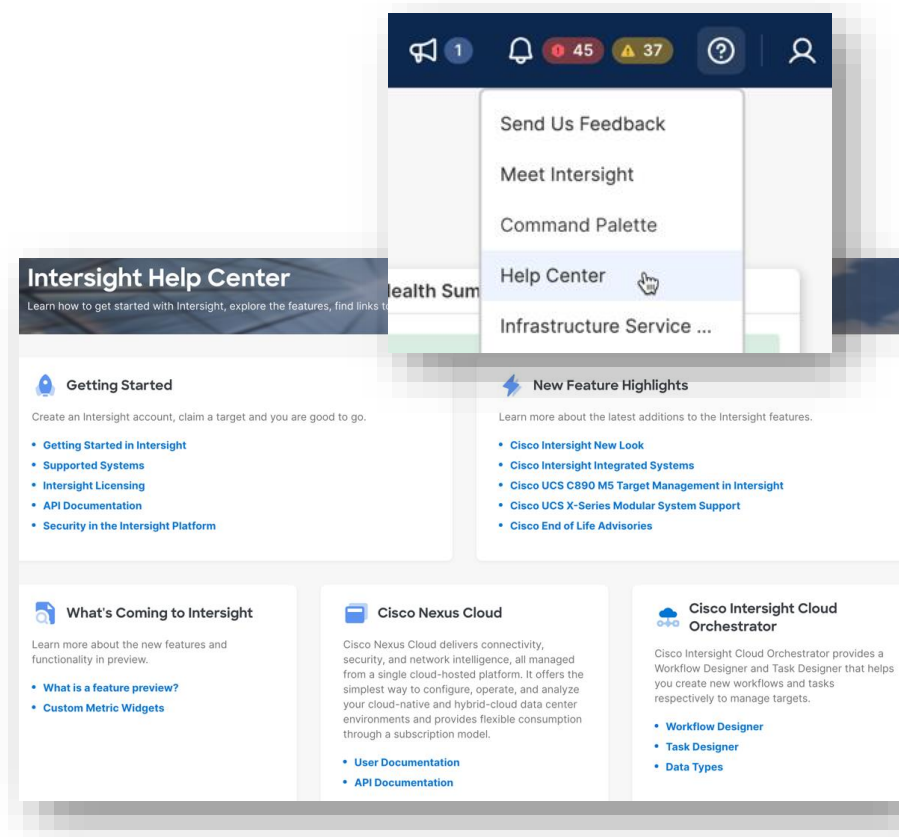 1
45
37
Send Us Feedback
Meet Intersight
Command Palette
Help Center
Infrastructure Service ...
Health Sum
Intersight Help Center
Learn how to get started with Intersight, explore the features, find links to
Getting Started
Create an Intersight account, claim a target and you are good to go.
• Getting Started in Intersight
• Supported Systems
• Intersight Licensing
• API Documentation
• Security in the Intersight Platform
New Feature Highlights
Learn more about the latest additions to the Intersight features.
• Cisco Intersight New Look
• Cisco Intersight Integrated Systems
• Cisco UCS C890 M5 Target Management in Intersight
• Cisco UCS X-Series Modular System Support
• Cisco End of Life Advisories
What's Coming to Intersight
Learn more about the new features and
functionality in preview.
• What is a feature preview?
• Custom Metric Widgets
Cisco Nexus Cloud
Cisco Nexus Cloud delivers connectivity,
security, and network intelligence, all managed
from a single cloud-hosted platform. It offers the
simplest way to configure, operate, and analyze
your cloud-native and hybrid-cloud data center
environments and provides flexible consumption
through a subscription model.
• User Documentation
• API Documentation
Cisco Intersight Cloud
Orchestrator
Cisco Intersight Cloud Orchestrator provides a
Workflow Designer and Task Designer that helps
you create new workflows and tasks
respectively to manage targets.
• Workflow Designer
• Task Designer
• Data Types